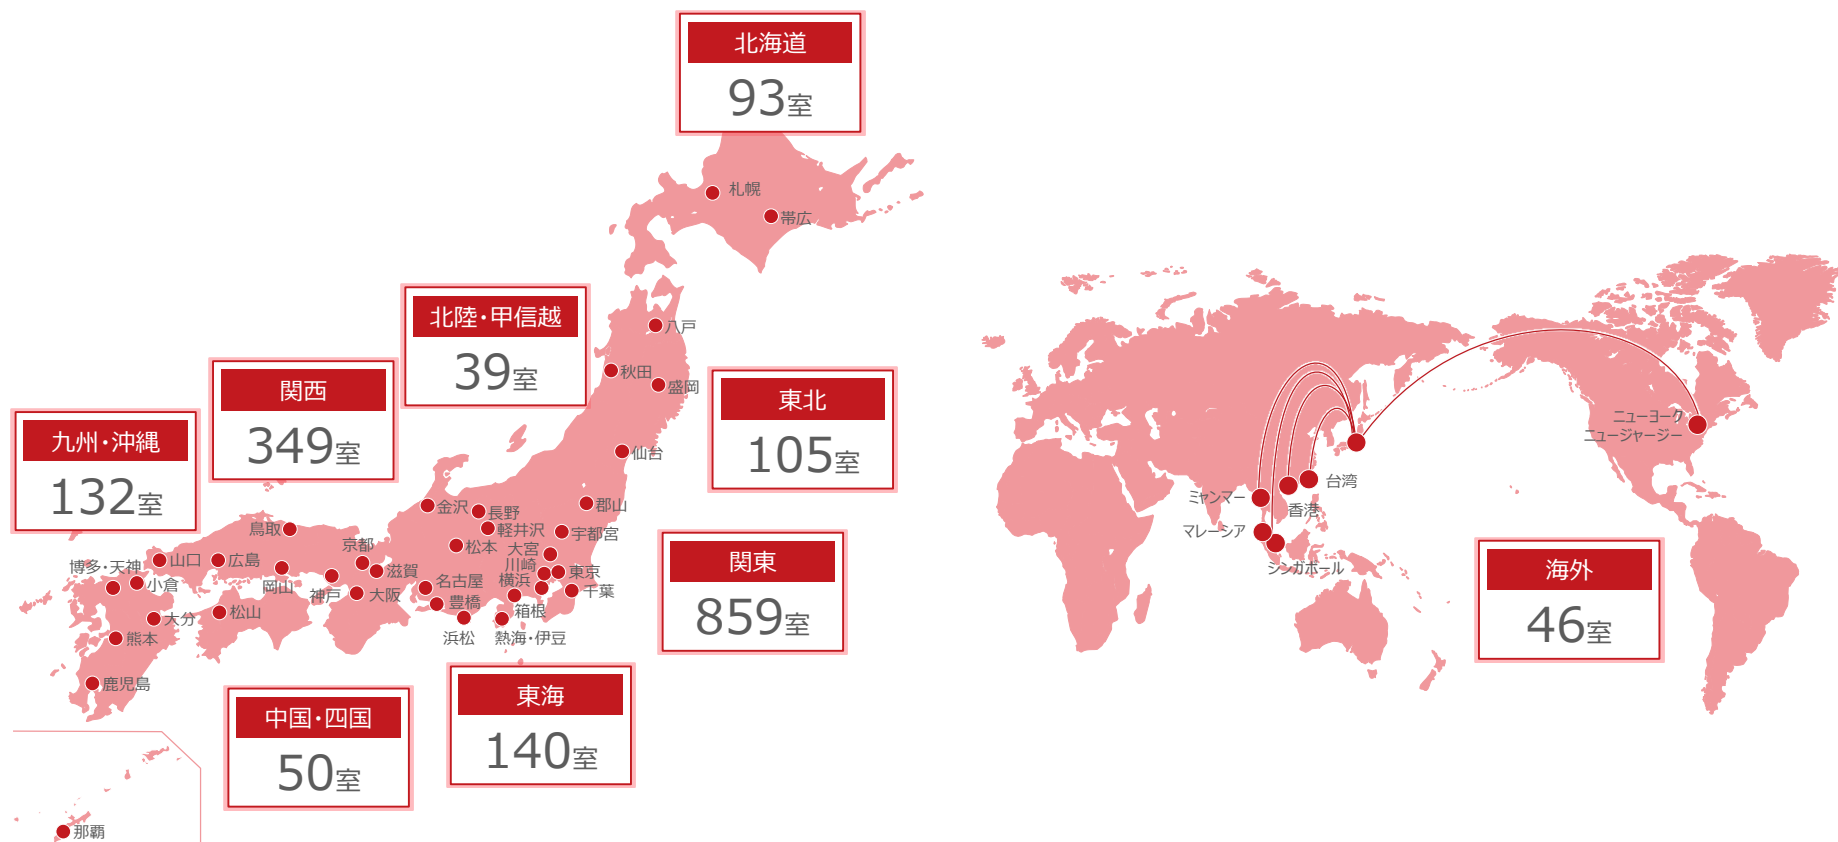 北海道
93室
札幌
帯広
北陸・甲信越
39室
八戸
秋田
盛岡
関西
349室
東北
105室
九州・沖縄
132室
仙台
金沢
長野
郡山
鳥取
軽井沢
宇都宮
京都
松本
大宮
関東
859室
博多・天神
山口
広島
滋賀
川崎
東京
小倉
岡山
神戸
大阪
名古屋
横浜
千葉
豊橋
箱根
大分
松山
浜松
熱海・伊豆
熊本
鹿児島
東海
140室
中国・四国
50室
那覇
ニューヨーク
ニュージャージー
台湾
ミャンマー
香港
マレーシア
シンガポール
海外
46室